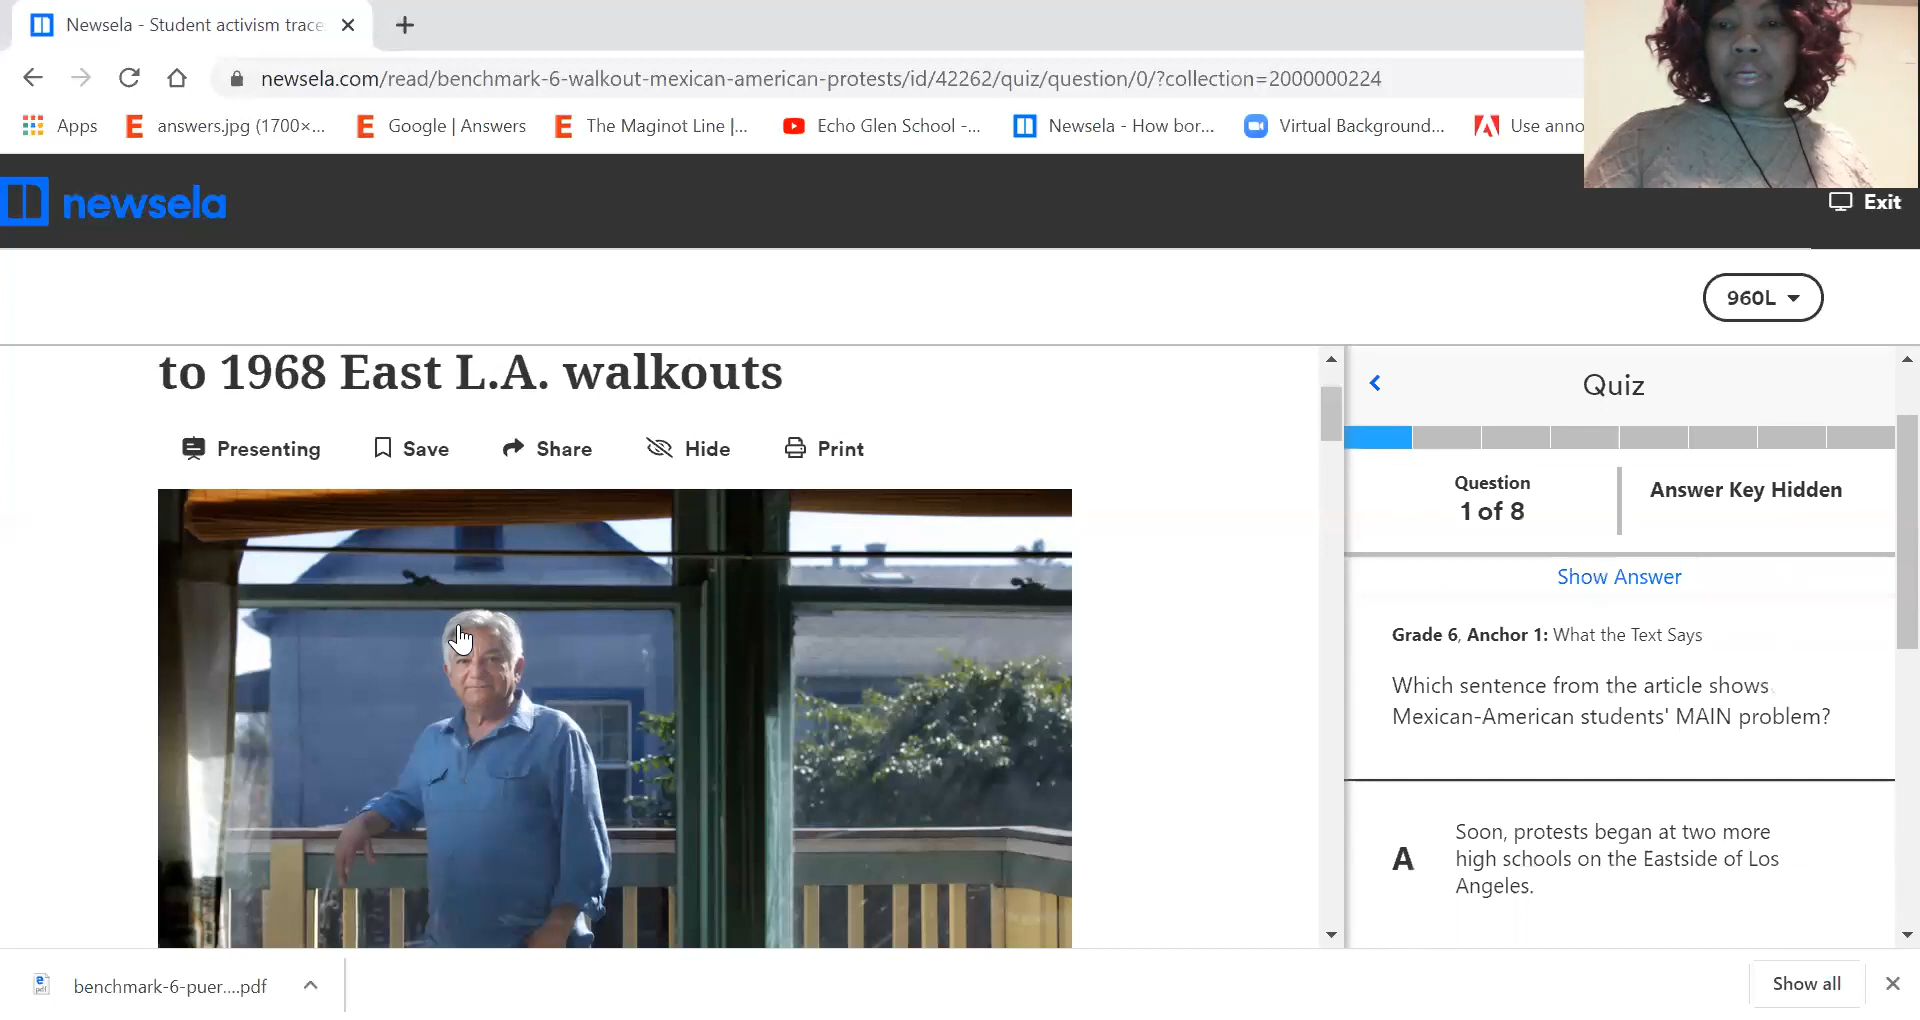 Newsela - Student activism trace
newsela.com/read/benchmark-6-walkout-mexican-american-protests/id/42262/quiz/question/0/?collection=2000000224
Apps
answers.jpg (1700×...
Google | Answers
The Maginot Line |...
Echo Glen School -...
Newsela - How bor...
Virtual Background...
Use anno
newsela
Exit
960L
to 1968 East L.A. walkouts
Presenting
Save
Share
Hide
Print
Quiz
Question
1 of 8
Answer Key Hidden
Show Answer
Grade 6, Anchor 1: What the Text Says
Which sentence from the article shows
Mexican-American students' MAIN problem?
A
Soon, protests began at two more
high schools on the Eastside of Los
Angeles.
benchmark-6-puer....pdf
Show all